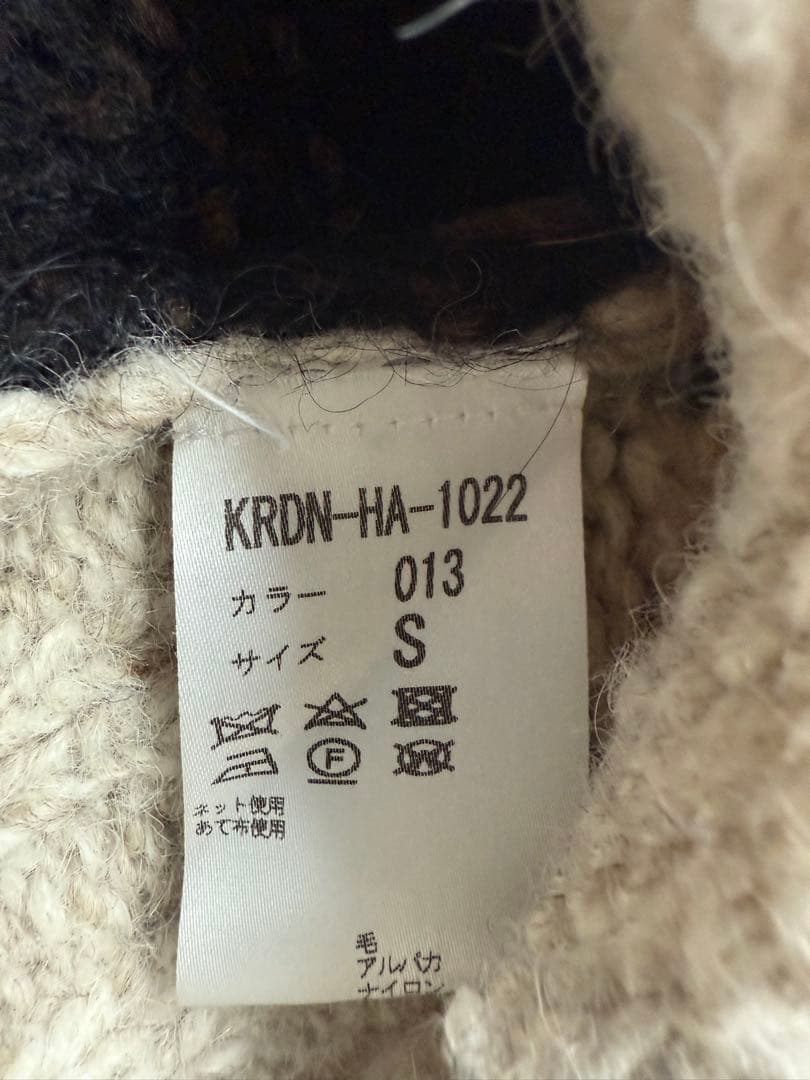 KRDN-HA-1022
カラー 013
サイズ S
F
ネット使用
あて布使用
毛
アルパカ
ナイロン